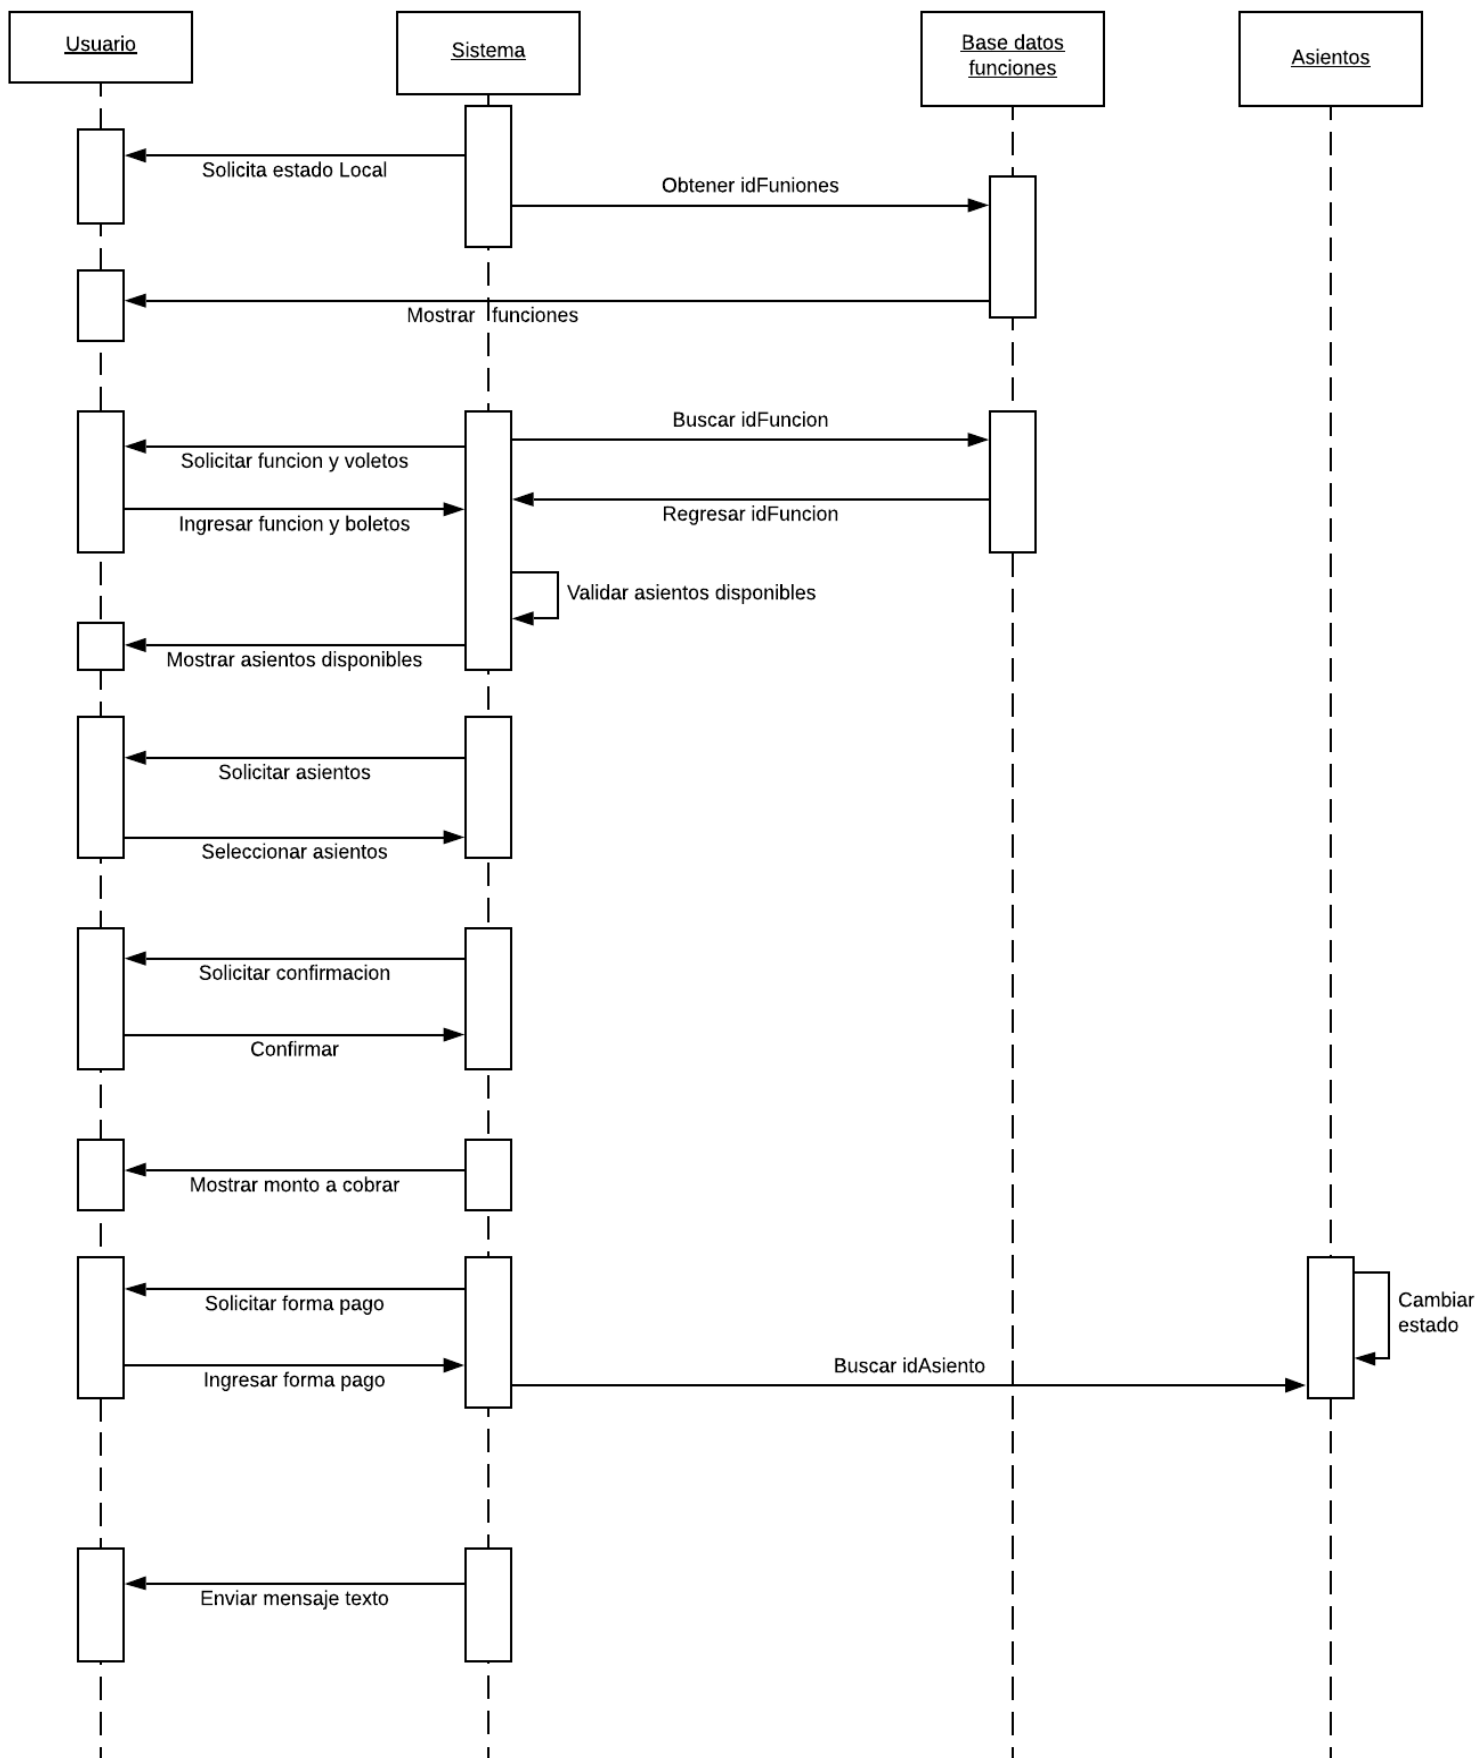 Usuario
Sistema
Base datos
funciones
Asientos
Solicita estado Local
Obtener idFuniones
Mostrar funciones
Buscar idFuncion
Solicitar funcion y voletos
Regresar idFuncion
Ingresar funcion y boletos
Validar asientos disponibles
Mostrar asientos disponibles
Solicitar asientos
Seleccionar asientos
Solicitar confirmacion
Confirmar
Mostrar monto a cobrar
Solicitar forma pago
Cambiar
estado
Buscar idAsiento
Ingresar forma pago
Enviar mensaje texto